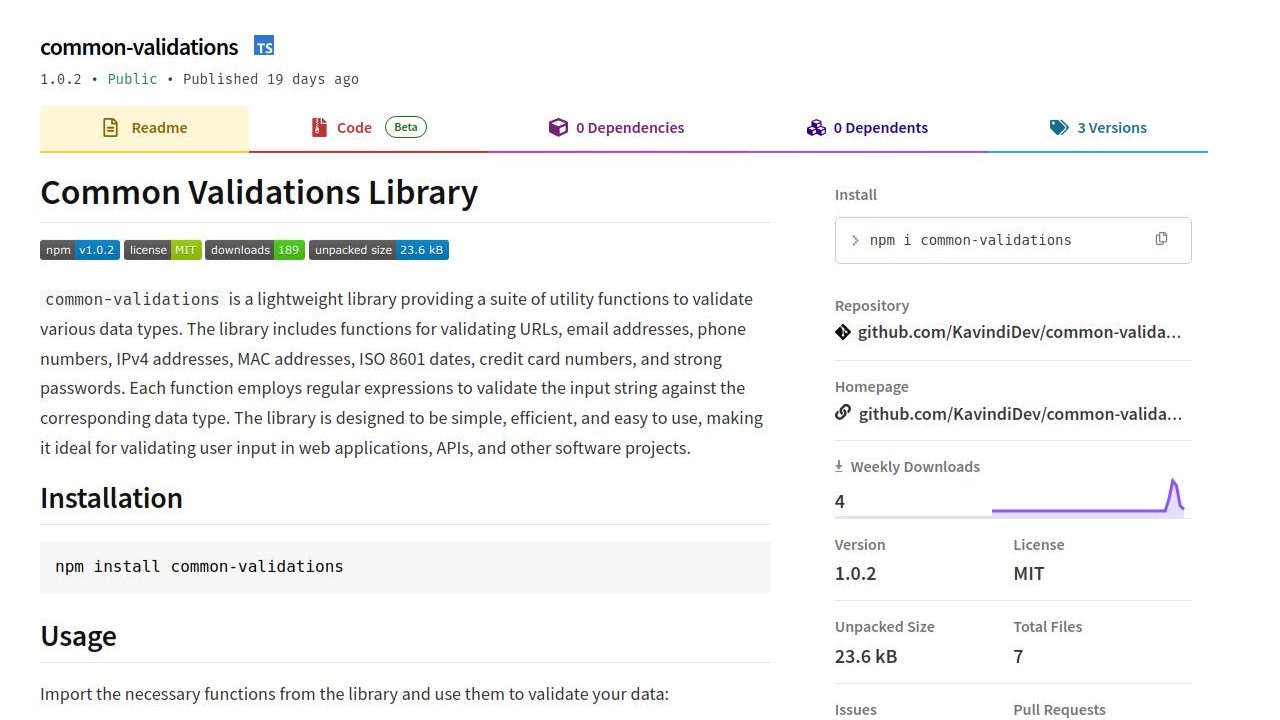 common-validations TS
1.0.2 • Public • Published 19 days ago
Readme
Code Beta
0 Dependencies
0 Dependents
3 Versions
Common Validations Library
npm v1.0.2 license MIT downloads 189 unpacked size 23.6 kB
common-validations is a lightweight library providing a suite of utility functions to validate
various data types. The library includes functions for validating URLs, email addresses, phone
numbers, IPv4 addresses, MAC addresses, ISO 8601 dates, credit card numbers, and strong
passwords. Each function employs regular expressions to validate the input string against the
corresponding data type. The library is designed to be simple, efficient, and easy to use, making
it ideal for validating user input in web applications, APIs, and other software projects.
Installation
npm install common-validations
Usage
Import the necessary functions from the library and use them to validate your data:
Install
npm i common-validations
Repository
github.com/KavindiDev/common-valida...
Homepage
github.com/KavindiDev/common-valida...
Weekly Downloads
4
Version
License
1.0.2
MIT
Unpacked Size
Total Files
23.6 kB
7
Issues
Pull Requests